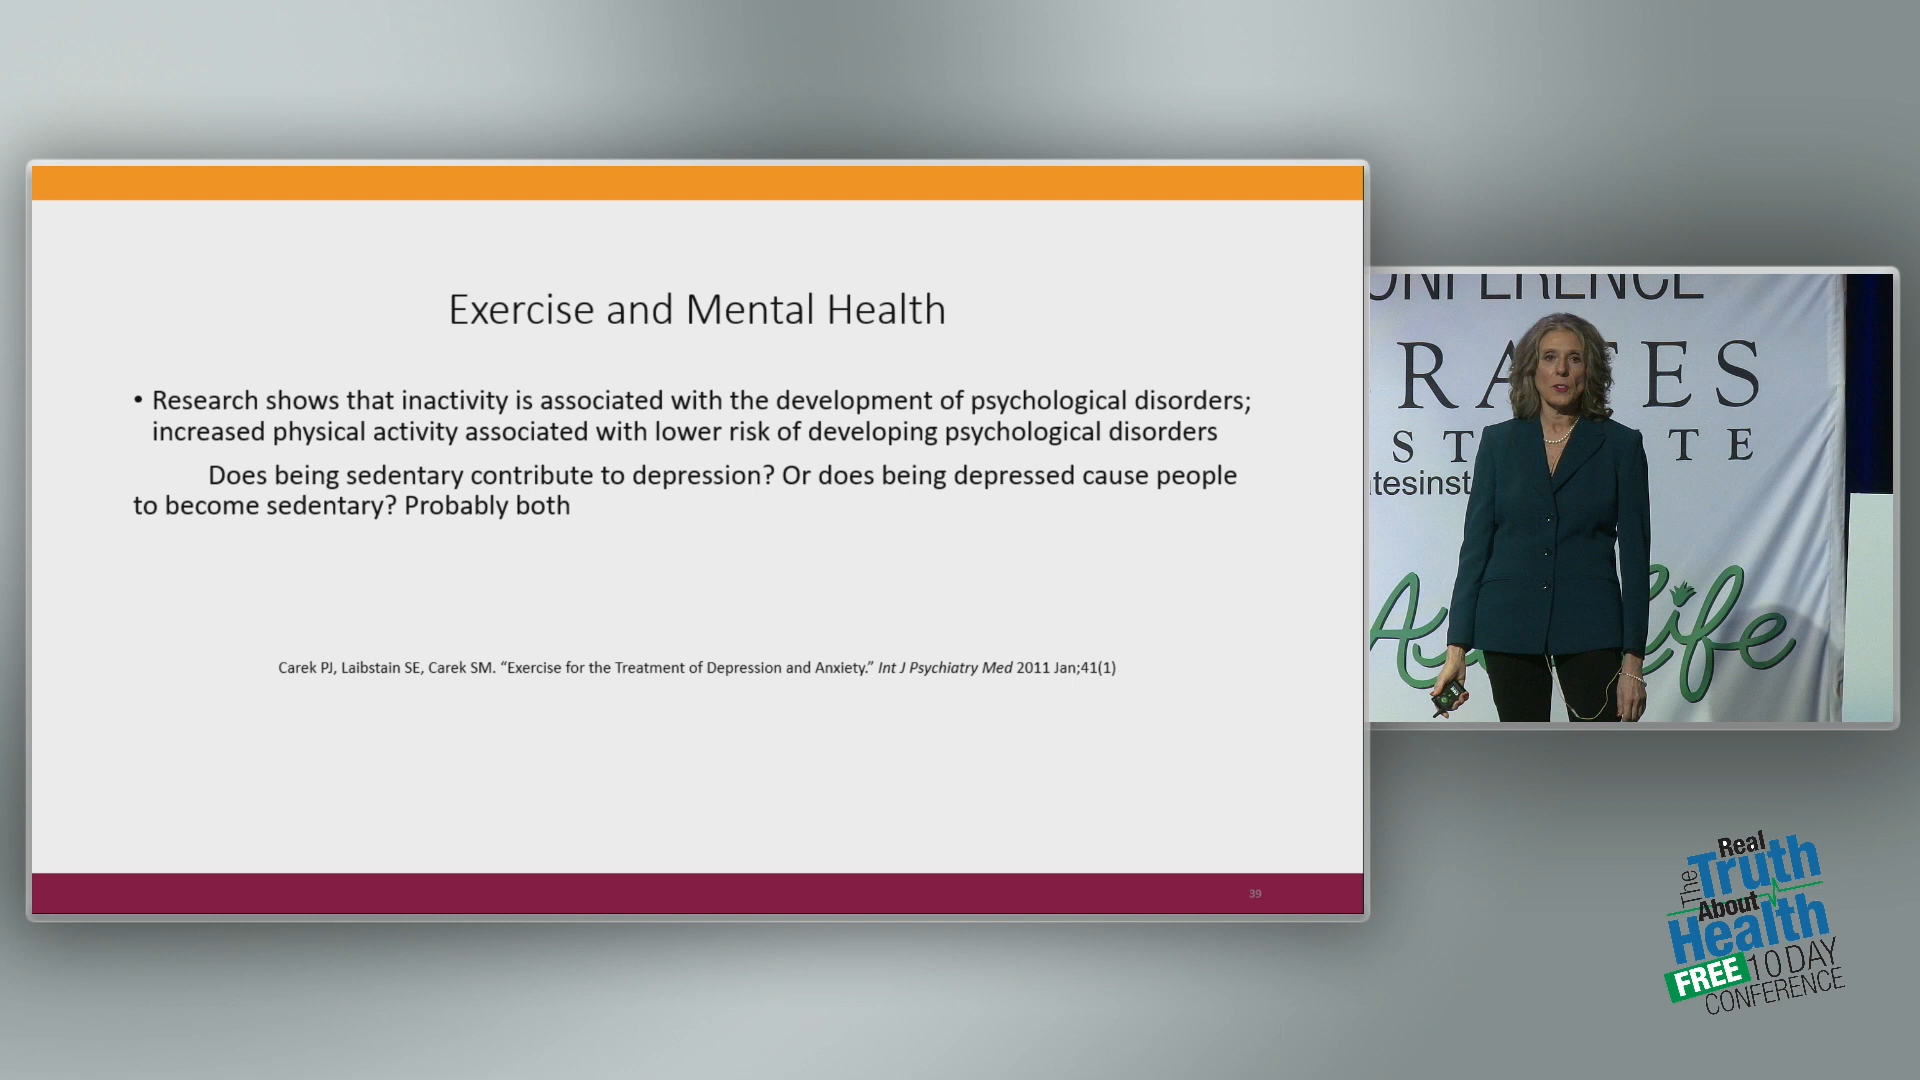 Exercise and Mental Health
• Research shows that inactivity is associated with the development of psychological disorders;
increased physical activity associated with lower risk of developing psychological disorders
Does being sedentary contribute to depression? Or does being depressed cause people
to become sedentary? Probably both
Carek PJ, Laibstain SE, Carek SM. “Exercise for the Treatment of Depression and Anxiety.” Int J Psychiatry Med 2011 Jan;41(1)
39
The Real
Truth
About
Health
FREE 10 DAY
CONFERENCE